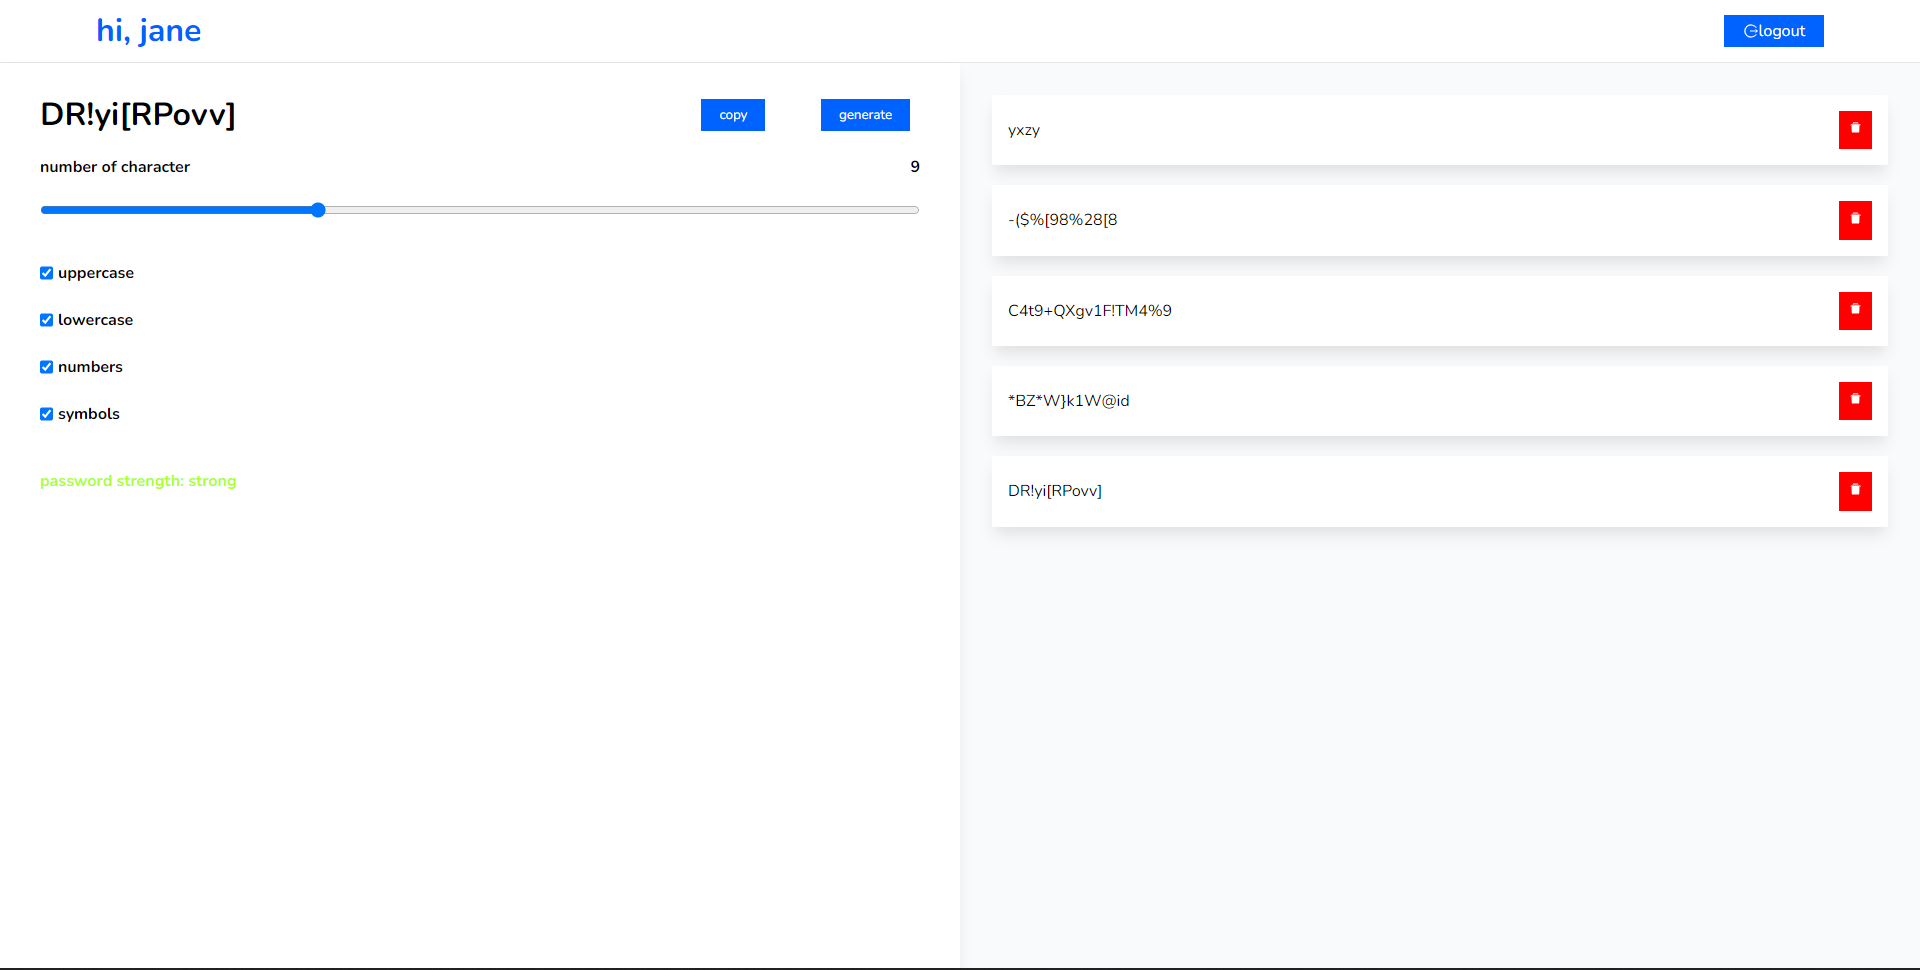 hi, jane
logout
DR!yi[RPovv]
copy
generate
number of character
9
uppercase
lowercase
numbers
symbols
password strength: strong
yxzy
-($%[98%28[8
C4t9+QXgv1F!TM4%9
*BZ*W}k1W@id
DR!yi[RPovv]